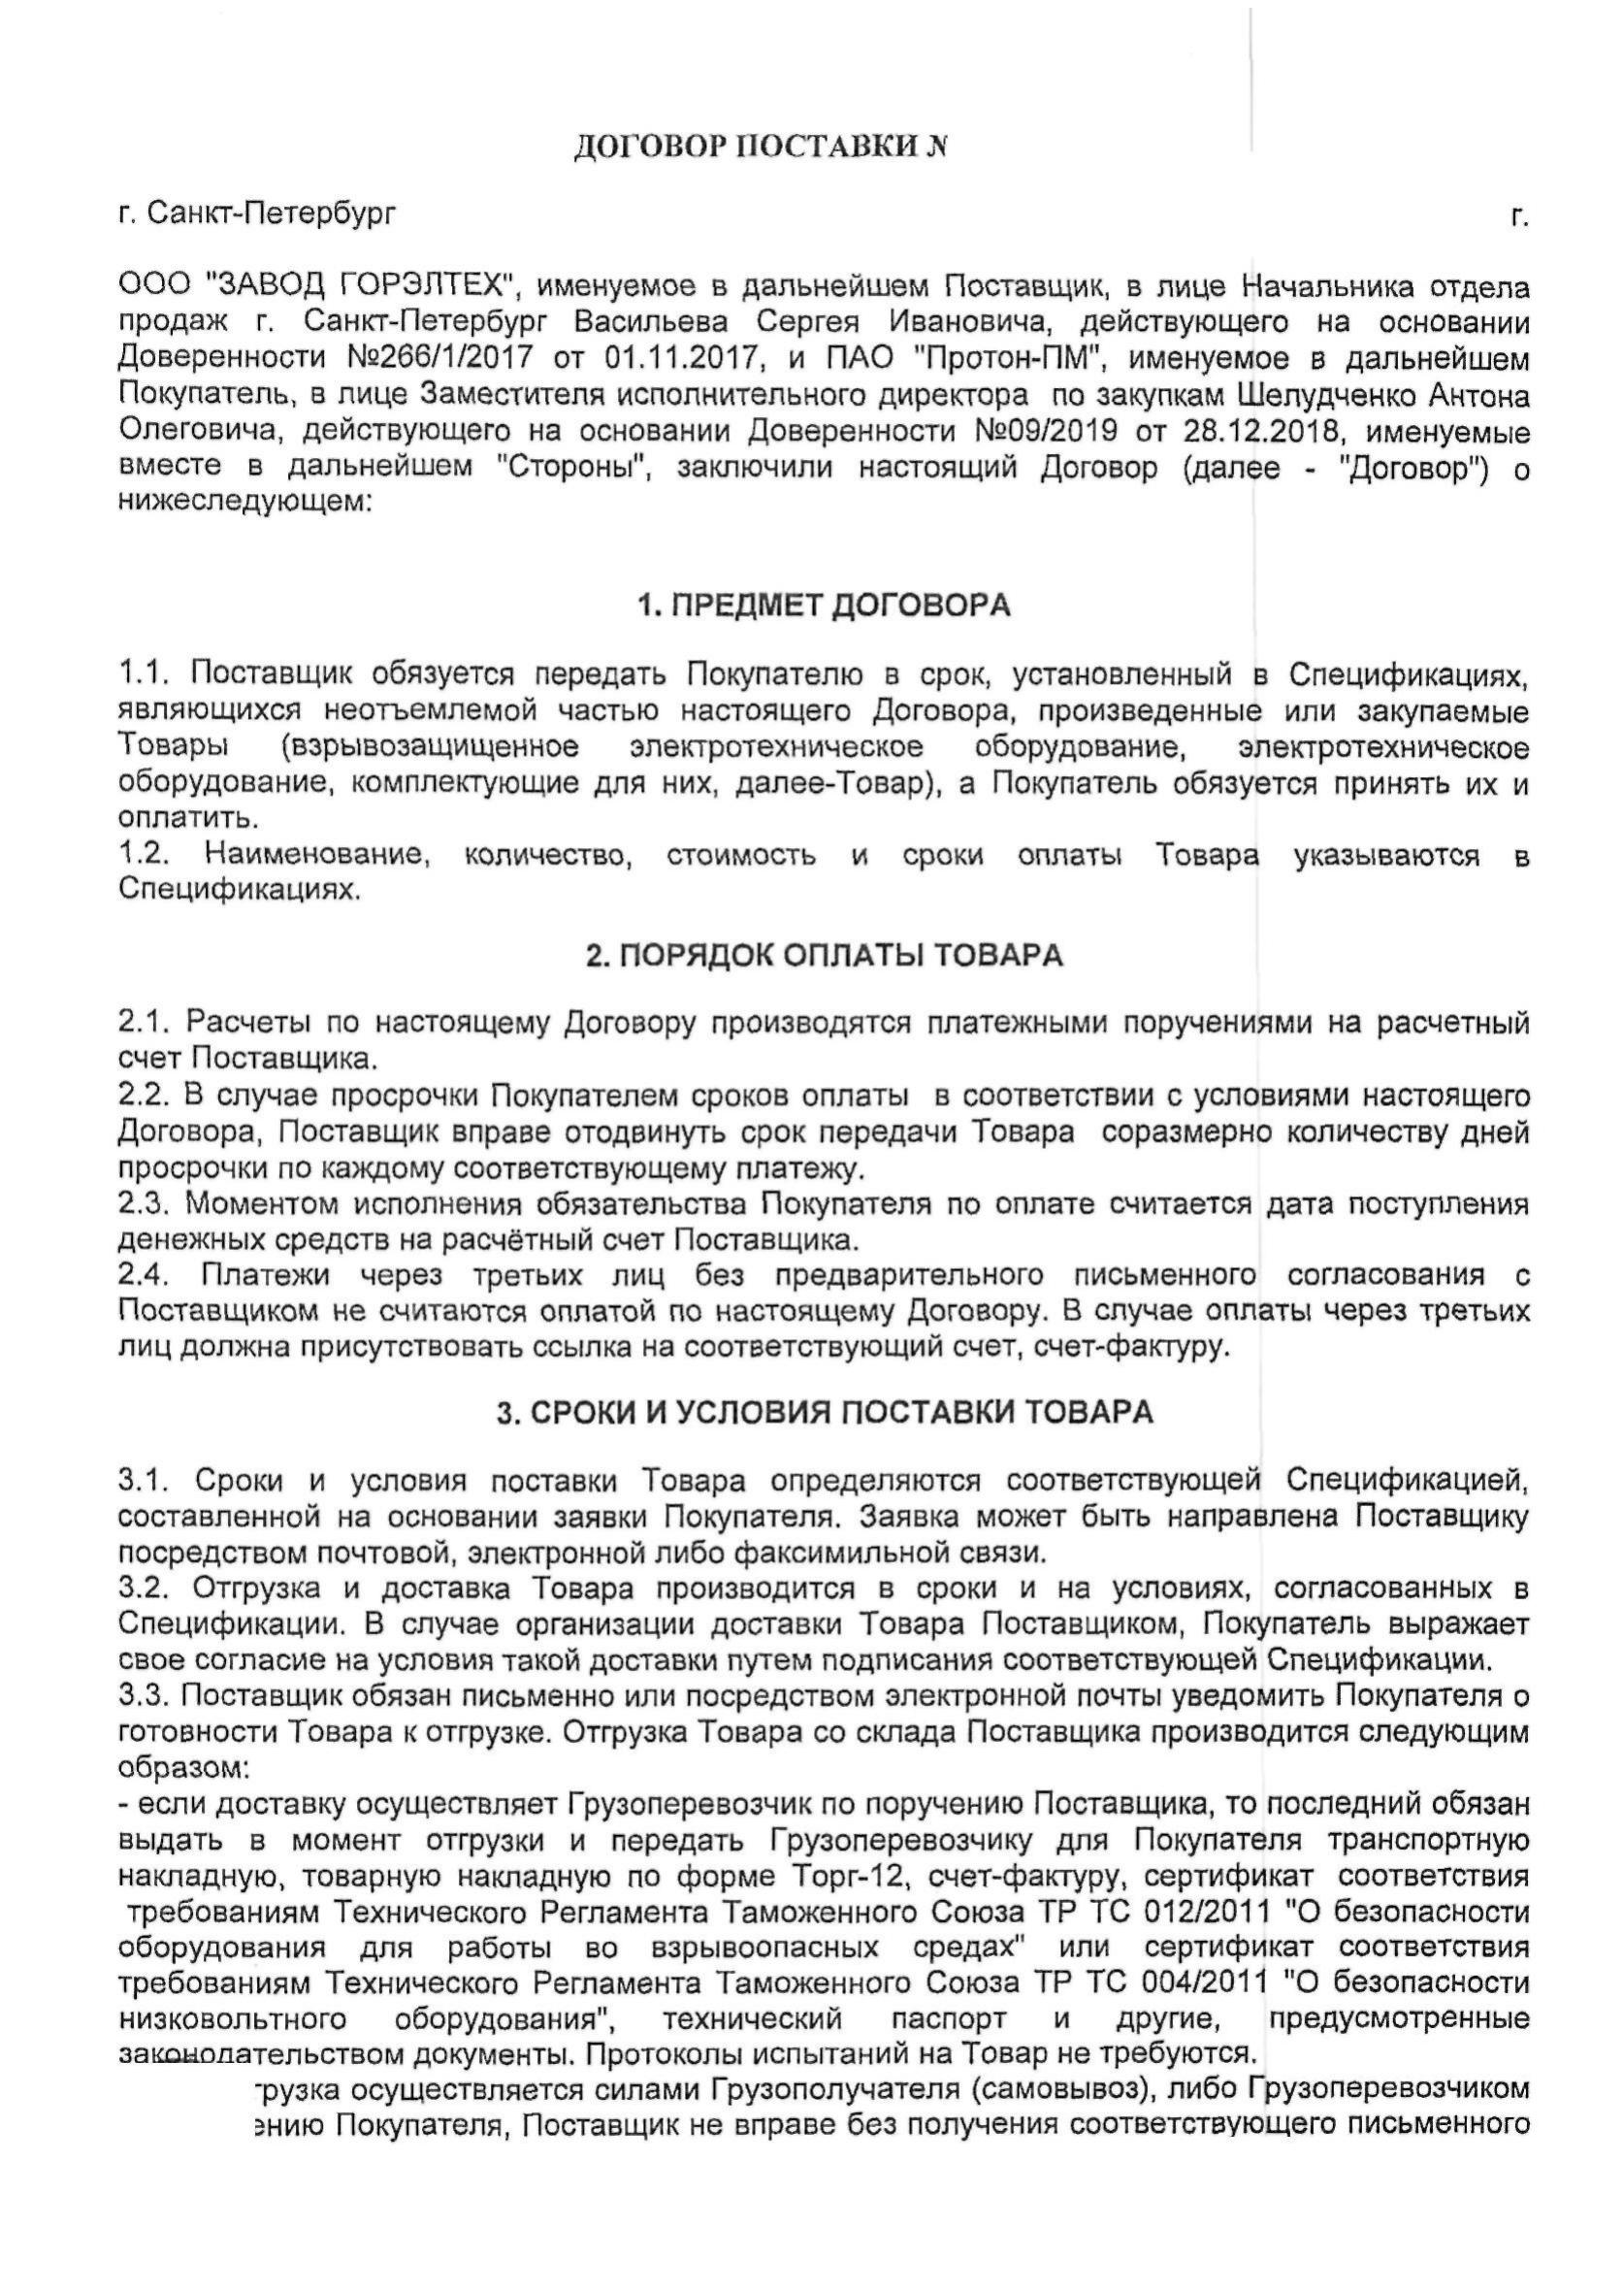 ДОГОВОР ПОСТАВКИ N
г. Санкт-Петербург г.
ООО "ЗАВОД ГОРЭЛТЕХ", именуемое в дальнейшем Поставщик, в лице Начальника отдела
продаж г. Санкт-Петербург Васильева Сергея Ивановича, действующего на основании
Доверенности №266/1/2017 от 01.11.2017, и ПАО "Протон-ПМ", именуемое в дальнейшем
Покупатель, в лице Заместителя исполнительного директора по закупкам Шелудченко Антона
Олеговича, действующего на основании Доверенности №09/2019 от 28.12.2018, именуемые
вместе в дальнейшем "Стороны", заключили настоящий Договор (далее - "Договор") о
нижеследующем:
1. ПРЕДМЕТ ДОГОВОРА
1.1. Поставщик обязуется передать Покупателю в срок, установленный в Спецификациях,
являющихся неотъемлемой частью настоящего Договора, произведенные или закупаемые
Товары (взрывозащищенное электротехническое оборудование, электротехническое
оборудование, комплектующие для них, далее-Товар), а Покупатель обязуется принять их и
оплатить.
1.2. Наименование, количество, стоимость и сроки оплаты Товара указываются в
Спецификациях.
2. ПОРЯДОК ОПЛАТЫ ТОВАРА
2.1. Расчеты по настоящему Договору производятся платежными поручениями на расчетный
счет Поставщика.
2.2. В случае просрочки Покупателем сроков оплаты в соответствии с условиями настоящего
Договора, Поставщик вправе отодвинуть срок передачи Товара соразмерно количеству дней
просрочки по каждому соответствующему платежу.
2.3. Моментом исполнения обязательства Покупателя по оплате считается дата поступления
денежных средств на расчётный счет Поставщика.
2.4. Платежи через третьих лиц без предварительного письменного согласования с
Поставщиком не считаются оплатой по настоящему Договору. В случае оплаты через третьих
лиц должна присутствовать ссылка на соответствующий счет, счет-фактуру.
3. СРОКИ И УСЛОВИЯ ПОСТАВКИ ТОВАРА
3.1. Сроки и условия поставки Товара определяются соответствующей Спецификацией,
составленной на основании заявки Покупателя. Заявка может быть направлена Поставщику
посредством почтовой, электронной либо факсимильной связи.
3.2. Отгрузка и доставка Товара производится в сроки и на условиях, согласованных в
Спецификации. В случае организации доставки Товара Поставщиком, Покупатель выражает
свое согласие на условия такой доставки путем подписания соответствующей Спецификации.
3.3. Поставщик обязан письменно или посредством электронной почты уведомить Покупателя о
готовности Товара к отгрузке. Отгрузка Товара со склада Поставщика производится следующим
образом:
- если доставку осуществляет Грузоперевозчик по поручению Поставщика, то последний обязан
выдать в момент отгрузки и передать Грузоперевозчику для Покупателя транспортную
накладную, товарную накладную по форме Торг-12, счет-фактуру, сертификат соответствия
требованиям Технического Регламента Таможенного Союза ТР ТС 012/2011 "О безопасности
оборудования для работы во взрывоопасных средах" или сертификат соответствия
требованиям Технического Регламента Таможенного Союза ТР ТС 004/2011 "О безопасности
низковольтного оборудования", технический паспорт и другие, предусмотренные
законодательством документы. Протоколы испытаний на Товар не требуются.
грузка осуществляется силами Грузополучателя (самовывоз), либо Грузоперевозчиком
ению Покупателя, Поставщик не вправе без получения соответствующего письменного